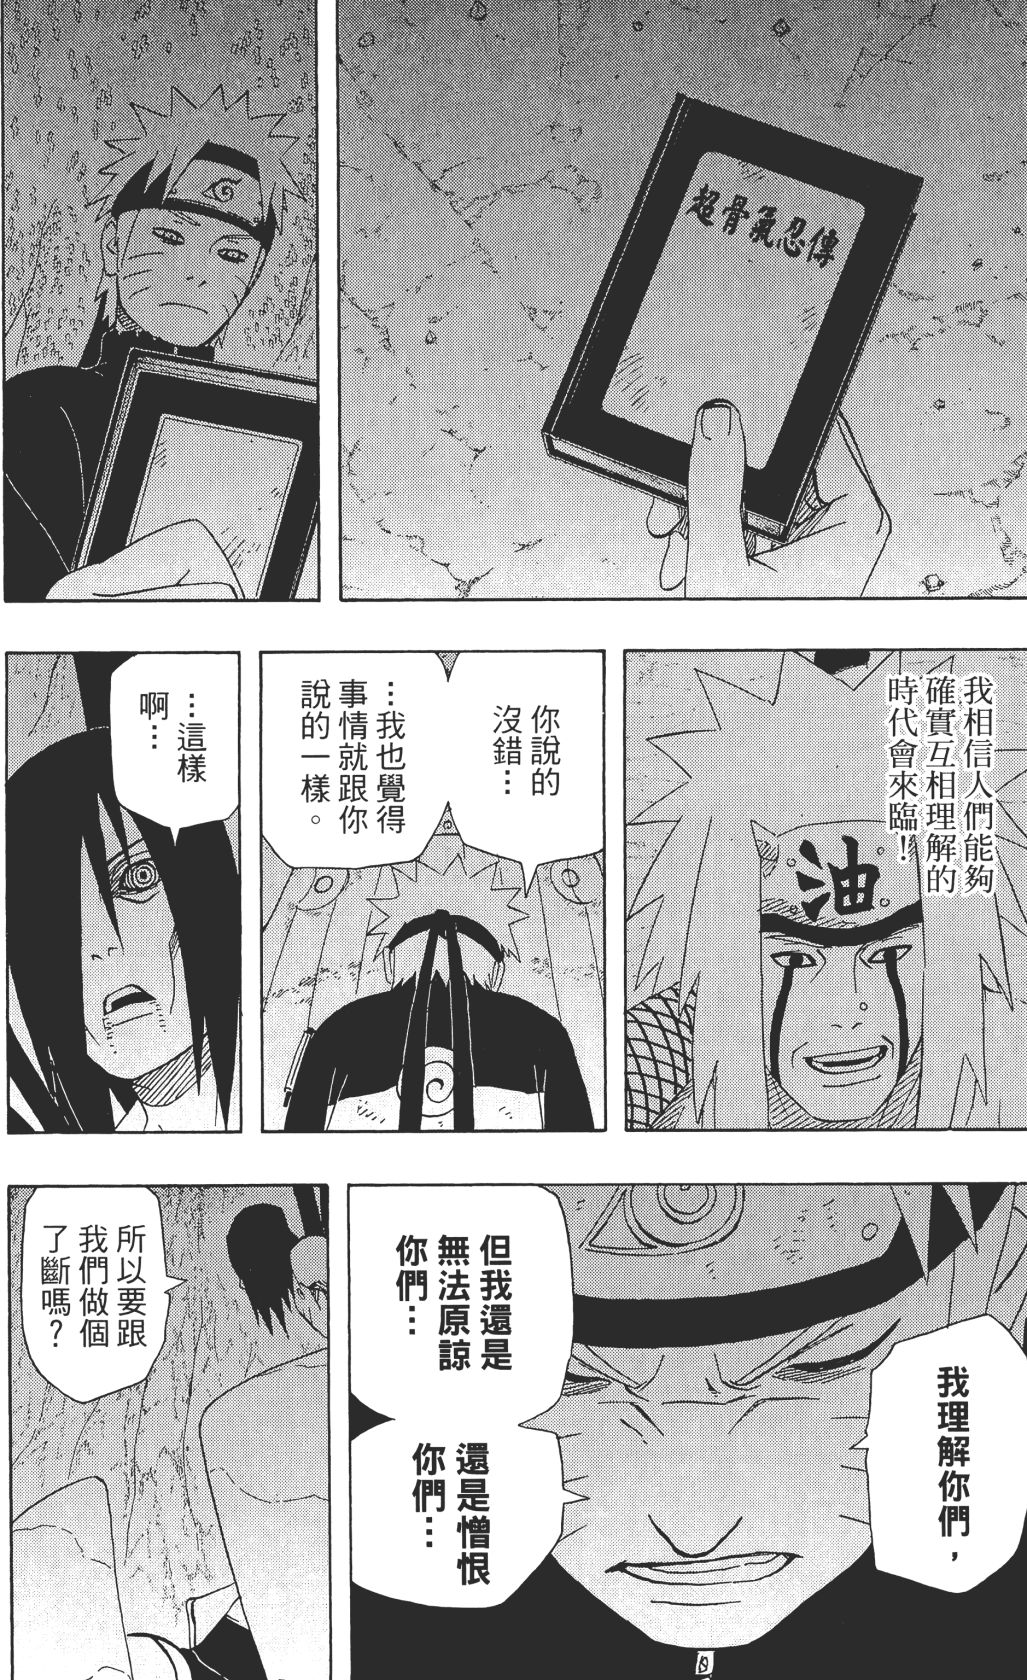 超骨氣忍傳
我相信人們能夠
確實互相理解的
時代會來臨！
油
你說的
沒錯…
…我也覺得
事情就跟你
說的一樣。
…這樣
啊…
我理解你們，
但我還是
無法原諒
你們…
還是憎恨
你們…
所以要跟
我們做個
了斷嗎？